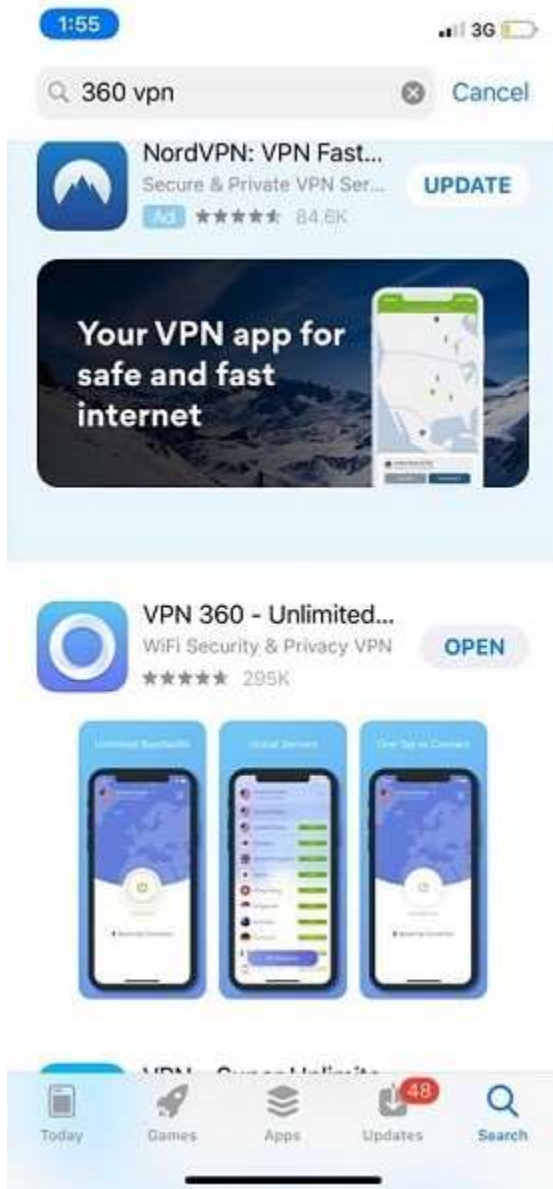 1:55
3G
360 vpn
Cancel
NordVPN: VPN Fast...
Secure & Private VPN Ser...
UPDATE
Ad 84.6K
Your VPN app for
safe and fast
internet
VPN 360 - Unlimited...
WiFi Security & Privacy VPN
OPEN
295K
Unlimited Bandwidth
Global Servers
One Tap to Connect
48
Today
Games
Apps
Updates
Search